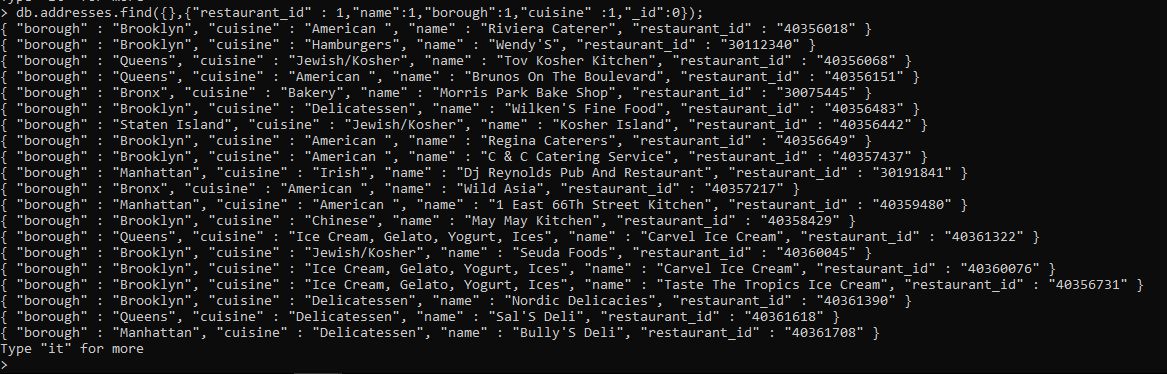 > db.addresses.find({},{"restaurant_id" : 1,"name":1,"borough":1,"cuisine" :1,"_id":0});
{ "borough" : "Brooklyn", "cuisine" : "American ", "name" : "Riviera Caterer", "restaurant_id" : "40356018" }
{ "borough" : "Brooklyn", "cuisine" : "Hamburgers", "name" : "Wendy'S", "restaurant_id" : "30112340" }
{ "borough" : "Queens", "cuisine" : "Jewish/Kosher", "name" : "Tov Kosher Kitchen", "restaurant_id" : "40356068" }
{ "borough" : "Queens", "cuisine" : "American ", "name" : "Brunos On The Boulevard", "restaurant_id" : "40356151" }
{ "borough" : "Bronx", "cuisine" : "Bakery", "name" : "Morris Park Bake Shop", "restaurant_id" : "30075445" }
{ "borough" : "Brooklyn", "cuisine" : "Delicatessen", "name" : "Wilken'S Fine Food", "restaurant_id" : "40356483" }
{ "borough" : "Staten Island", "cuisine" : "Jewish/Kosher", "name" : "Kosher Island", "restaurant_id" : "40356442" }
{ "borough" : "Brooklyn", "cuisine" : "American ", "name" : "Regina Caterers", "restaurant_id" : "40356649" }
{ "borough" : "Brooklyn", "cuisine" : "American ", "name" : "C & C Catering Service", "restaurant_id" : "40357437" }
{ "borough" : "Manhattan", "cuisine" : "Irish", "name" : "Dj Reynolds Pub And Restaurant", "restaurant_id" : "30191841" }
{ "borough" : "Bronx", "cuisine" : "American ", "name" : "Wild Asia", "restaurant_id" : "40357217" }
{ "borough" : "Manhattan", "cuisine" : "American ", "name" : "1 East 66Th Street Kitchen", "restaurant_id" : "40359480" }
{ "borough" : "Brooklyn", "cuisine" : "Chinese", "name" : "May May Kitchen", "restaurant_id" : "40358429" }
{ "borough" : "Queens", "cuisine" : "Ice Cream, Gelato, Yogurt, Ices", "name" : "Carvel Ice Cream", "restaurant_id" : "40361322" }
{ "borough" : "Brooklyn", "cuisine" : "Jewish/Kosher", "name" : "Seuda Foods", "restaurant_id" : "40360045" }
{ "borough" : "Brooklyn", "cuisine" : "Ice Cream, Gelato, Yogurt, Ices", "name" : "Carvel Ice Cream", "restaurant_id" : "40360076" }
{ "borough" : "Brooklyn", "cuisine" : "Ice Cream, Gelato, Yogurt, Ices", "name" : "Taste The Tropics Ice Cream", "restaurant_id" : "40356731" }
{ "borough" : "Brooklyn", "cuisine" : "Delicatessen", "name" : "Nordic Delicacies", "restaurant_id" : "40361390" }
{ "borough" : "Queens", "cuisine" : "Delicatessen", "name" : "Sal'S Deli", "restaurant_id" : "40361618" }
{ "borough" : "Manhattan", "cuisine" : "Delicatessen", "name" : "Bully'S Deli", "restaurant_id" : "40361708" }
Type "it" for more
>